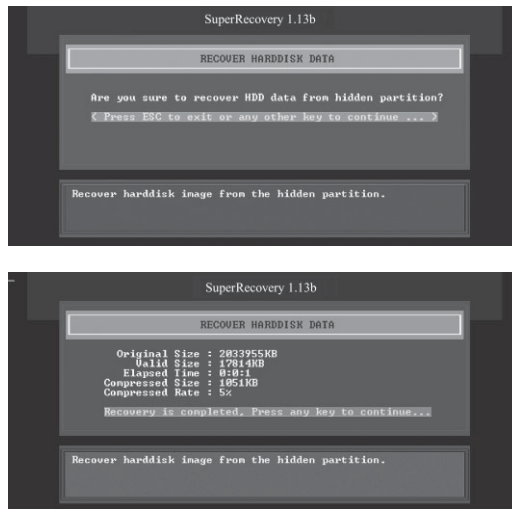 SuperRecovery 1.13b
RECOVER HARDDISK DATA
Are you sure to recover HDD data from hidden partition?
< Press ESC to exit or any other key to continue ... >
Recover harddisk image from the hidden partition.
SuperRecovery 1.13b
RECOVER HARDDISK DATA
Original Size : 2033955KB
Valid Size : 17814KB
Elapsed Time : 0:0:1
Compressed Size : 1051KB
Compressed Rate : 5%
Recovery is completed. Press any key to continue...
Recover harddisk image from the hidden partition.